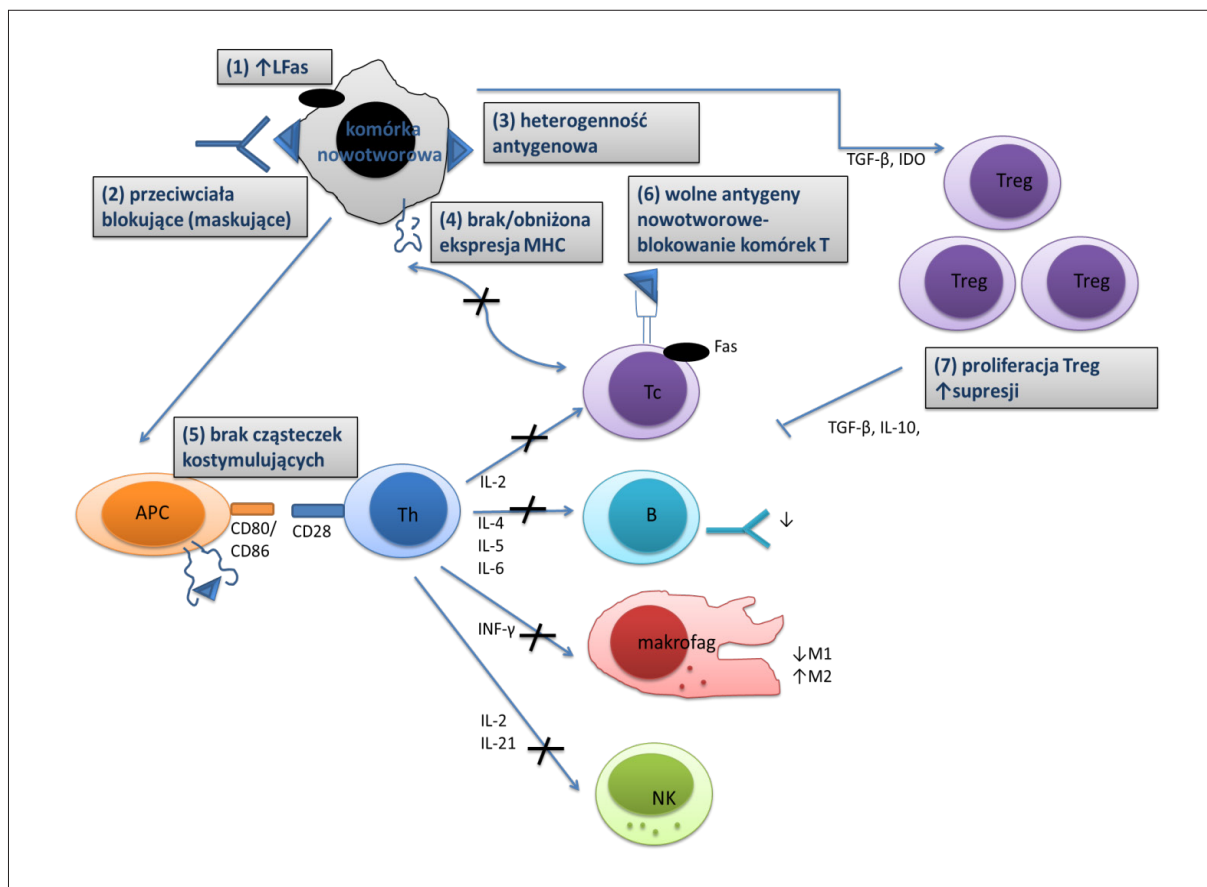 (1) ↑LFas
komórka
nowotworowa
(3) heterogenność
antygenowa
TGF-β, IDO
Treg
(2) przeciwciała
blokujące (maskujące)
(4) brak/obniżona
ekspresja MHC
(6) wolne antygeny
nowotworowe-
blokowanie komórek T
Treg
Treg
Fas
Tc
(7) proliferacja Treg
↑supresji
TGF-β, IL-10,
(5) brak cząsteczek
kostymulujących
APC
CD80/
CD86
CD28
Th
IL-2
IL-4
IL-5
IL-6
B
↓
INF-γ
makrofag
↓M1
↑M2
IL-2
IL-21
NK